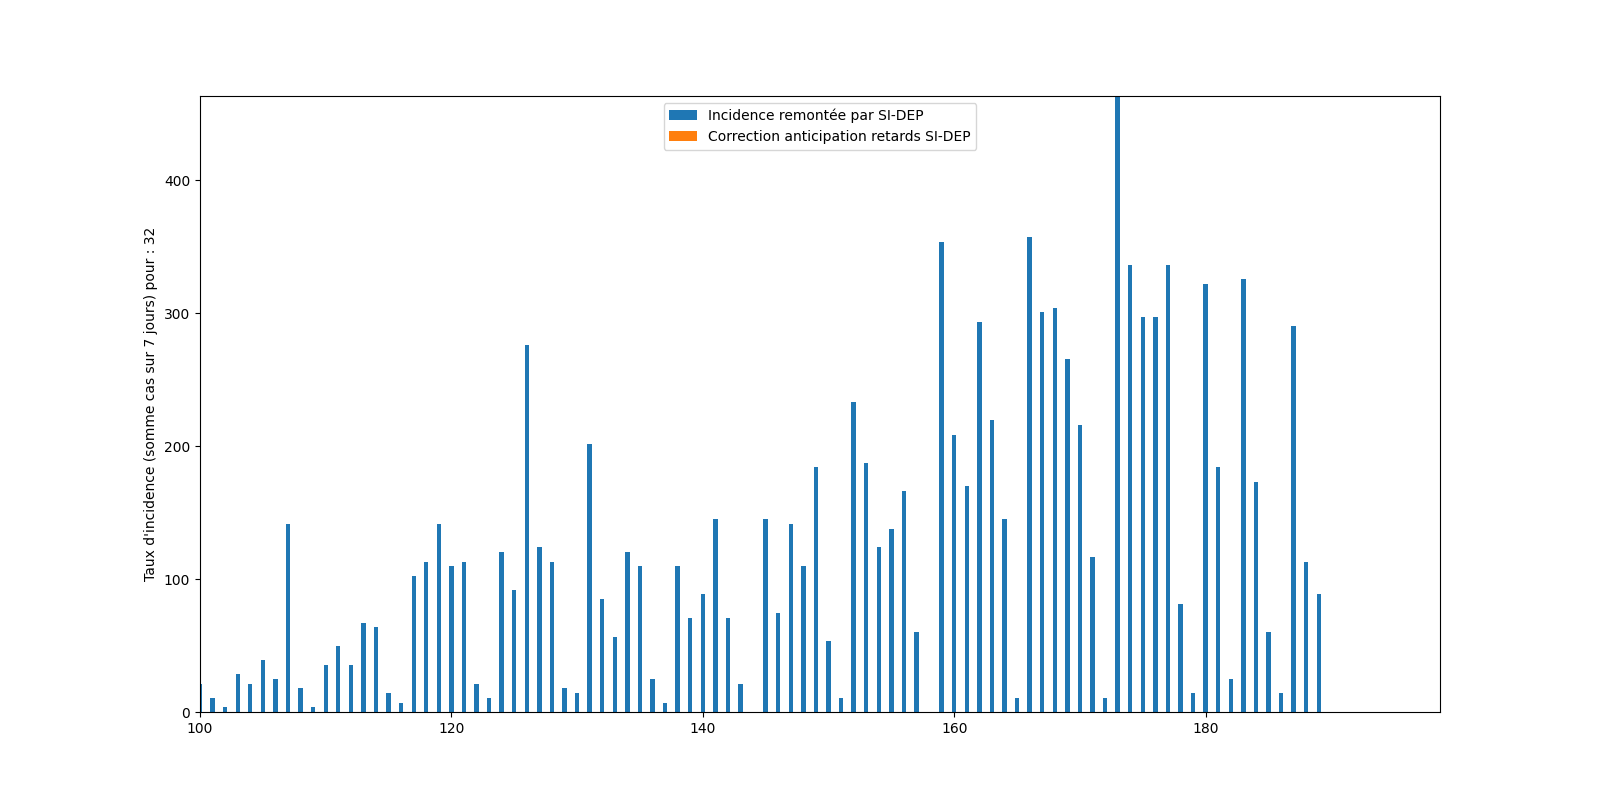 Incidence remontée par SI-DEP
Correction anticipation retards SI-DEP
Taux d'incidence (somme cas sur 7 jours) pour : 32
400
300
200
100
0
100 120 140 160 180